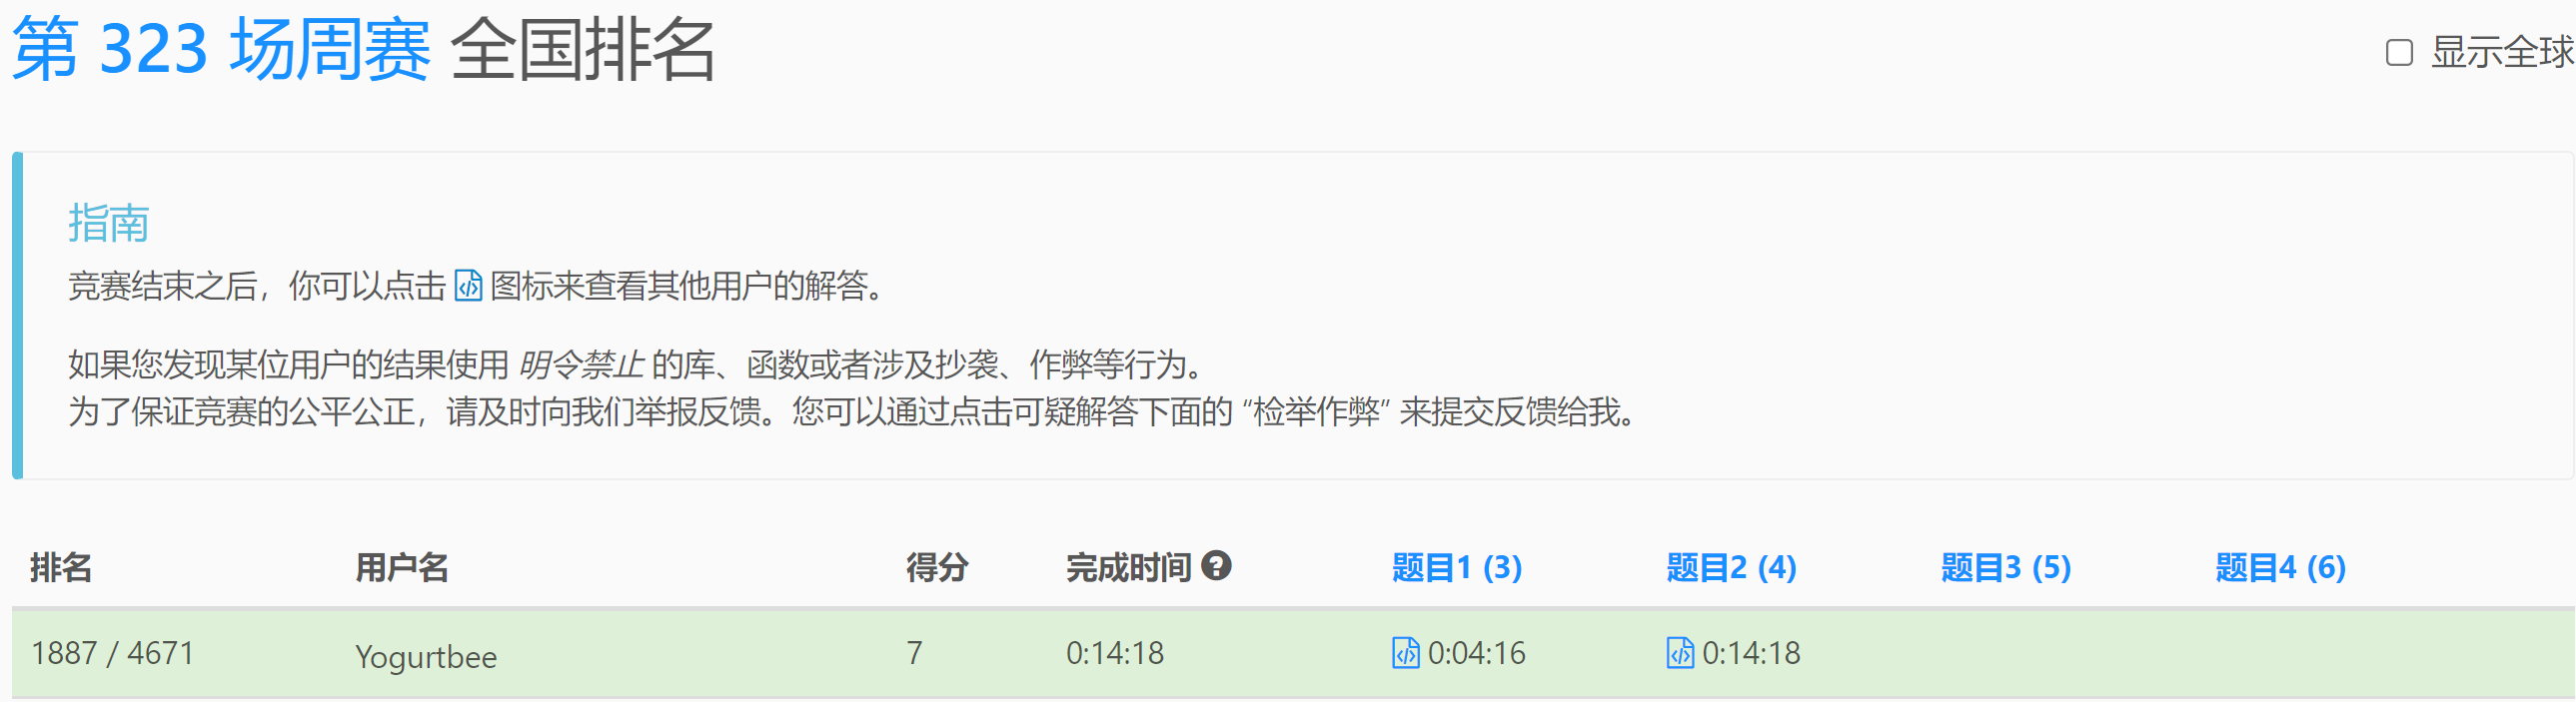 第 323 场周赛 全国排名
显示全球
指南
竞赛结束之后，你可以点击 </> 图标来查看其他用户的解答。
如果您发现某位用户的结果使用 明令禁止 的库、函数或者涉及抄袭、作弊等行为。
为了保证竞赛的公平公正，请及时向我们举报反馈。您可以通过点击可疑解答下面的 “检举作弊” 来提交反馈给我。
排名 用户名 得分 完成时间 ? 题目1 (3) 题目2 (4) 题目3 (5) 题目4 (6)
1887 / 4671 Yogurtbee 7 0:14:18 </> 0:04:16 </> 0:14:18